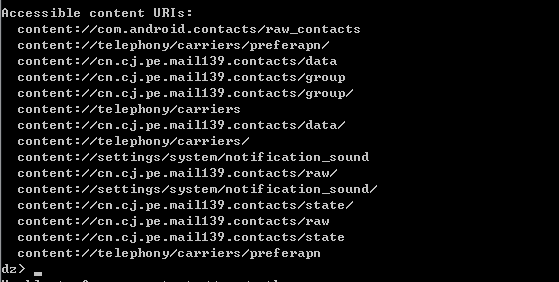 Accessible content URIs:
content://com.android.contacts/raw_contacts
content://telephony/carriers/preferapn/
content://cn.cj.pe.mail139.contacts/data
content://cn.cj.pe.mail139.contacts/group
content://cn.cj.pe.mail139.contacts/group/
content://telephony/carriers
content://cn.cj.pe.mail139.contacts/data/
content://telephony/carriers/
content://settings/system/notification_sound
content://cn.cj.pe.mail139.contacts/raw/
content://settings/system/notification_sound/
content://cn.cj.pe.mail139.contacts/state/
content://cn.cj.pe.mail139.contacts/raw
content://cn.cj.pe.mail139.contacts/state
content://telephony/carriers/preferapn
dz> _